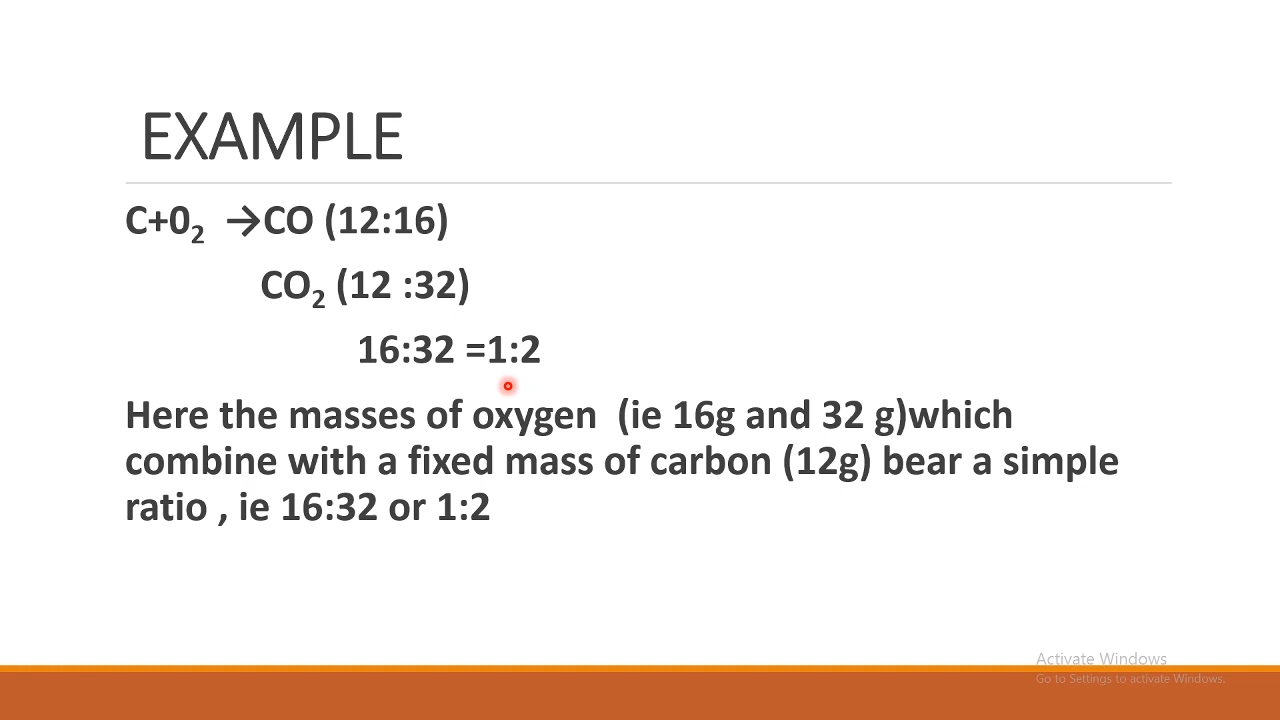 EXAMPLE
C+0₂ →CO (12:16)
CO₂ (12 :32)
16:32 =1:2
Here the masses of oxygen (ie 16g and 32 g)which
combine with a fixed mass of carbon (12g) bear a simple
ratio , ie 16:32 or 1:2
Activate Windows
Go to Settings to activate Windows.